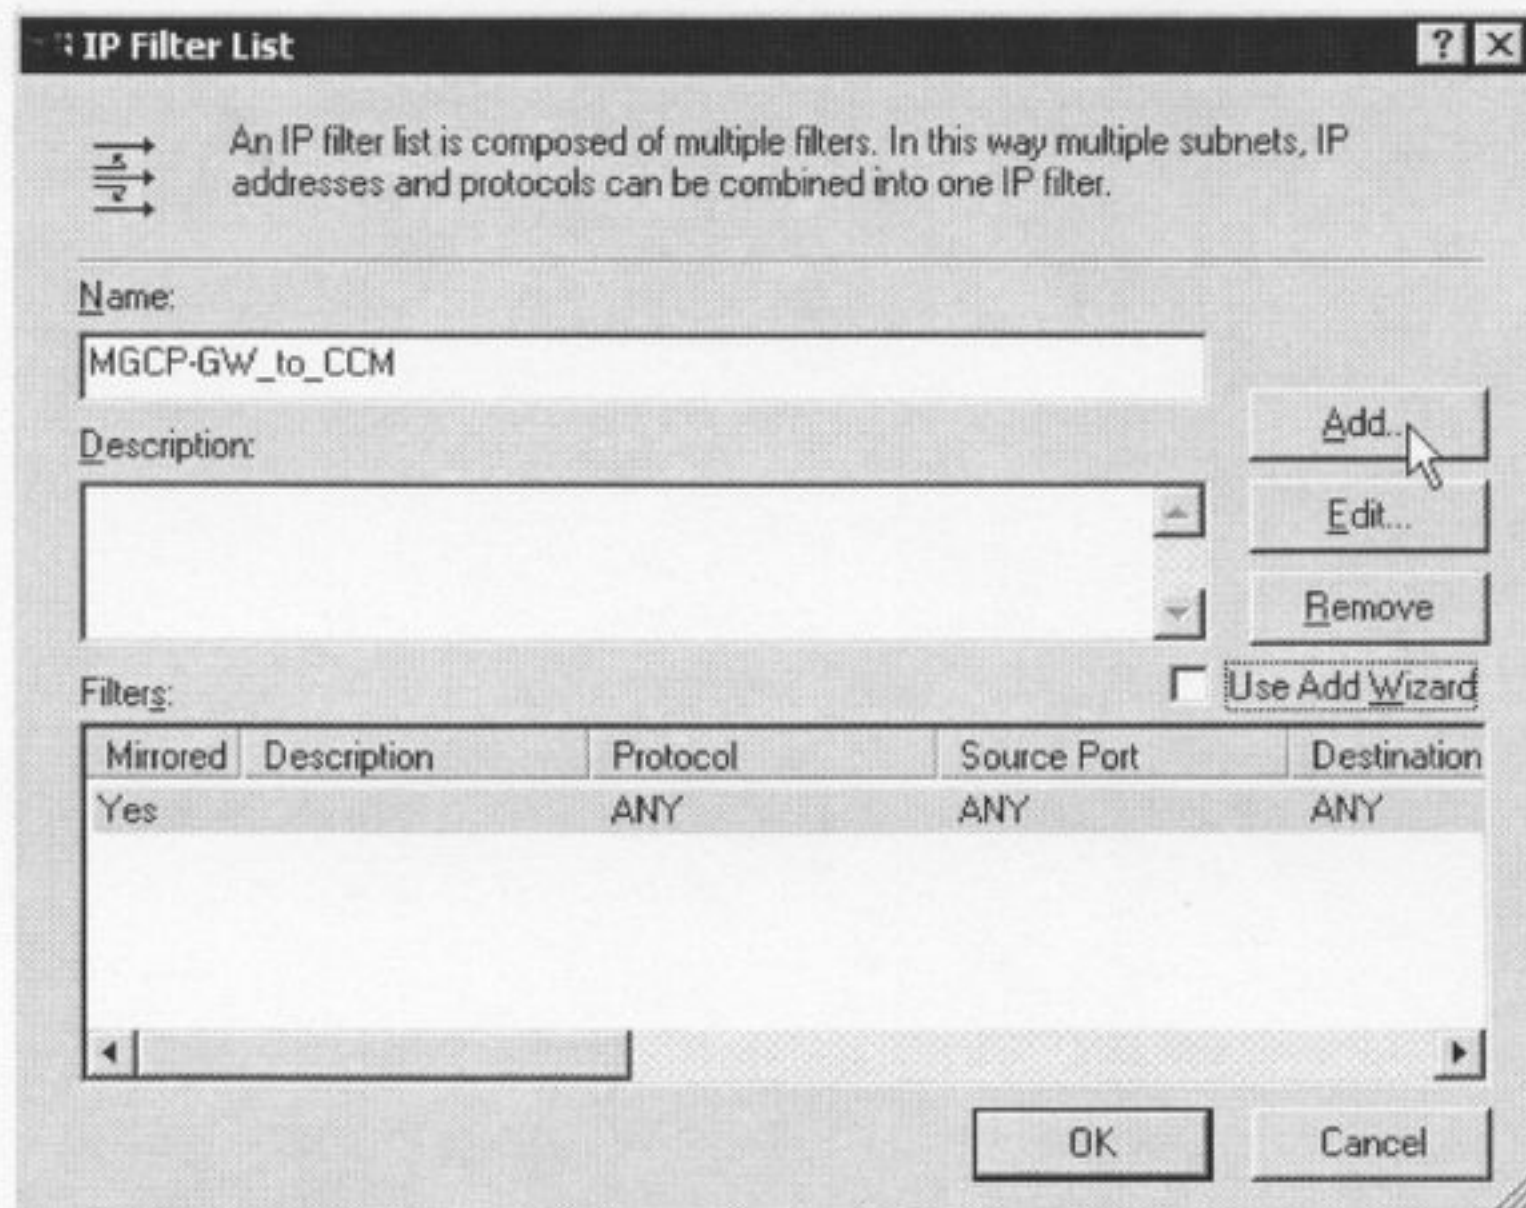 IP Filter List
An IP filter list is composed of multiple filters. In this way multiple subnets, IP
addresses and protocols can be combined into one IP filter.
Name:
MGCP-GW_to_CCM
Add...
Description:
Edit...
Remove
Filters:
Use Add Wizard
Mirrored Description Protocol Source Port Destination
Yes ANY ANY ANY
OK Cancel